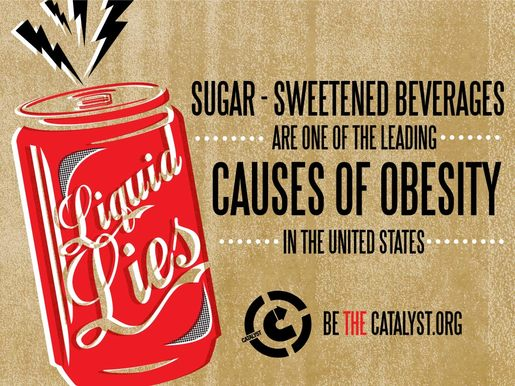 Liquid
Lies
SUGAR - SWEETENED BEVERAGES
ARE ONE OF THE LEADING
CAUSES OF OBESITY
IN THE UNITED STATES
CATALYST
BE THE CATALYST.ORG